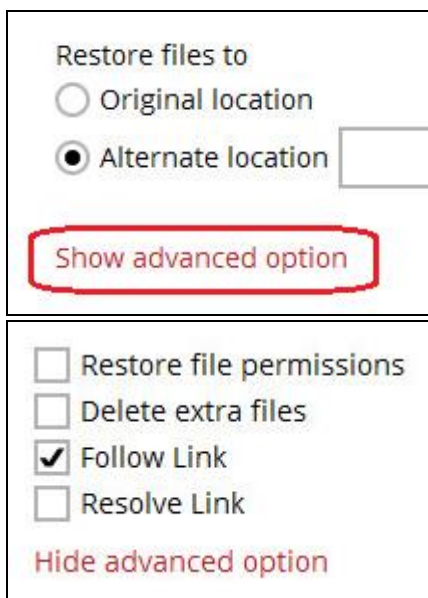 Restore files to
Original location
Alternate location
Show advanced option
Restore file permissions
Delete extra files
Follow Link
Resolve Link
Hide advanced option